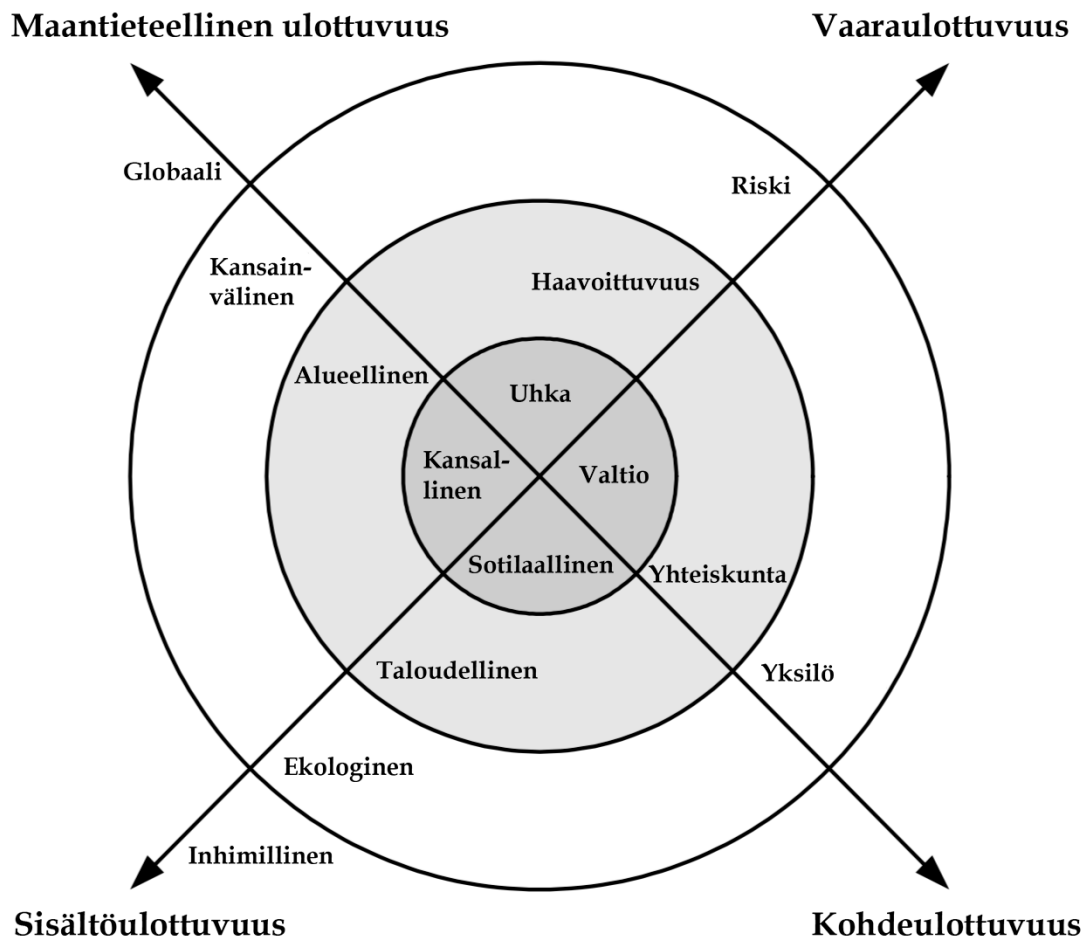 Maantieteellinen ulottuvuus
Vaaraulottuvuus
Globaali
Riski
Kansain-
välinen
Haavoittuvuus
Alueellinen
Uhka
Kansal-
linen
Valtio
Sotilaallinen
Yhteiskunta
Taloudellinen
Yksilö
Ekologinen
Inhimillinen
Sisältöulottuvuus
Kohdeulottuvuus